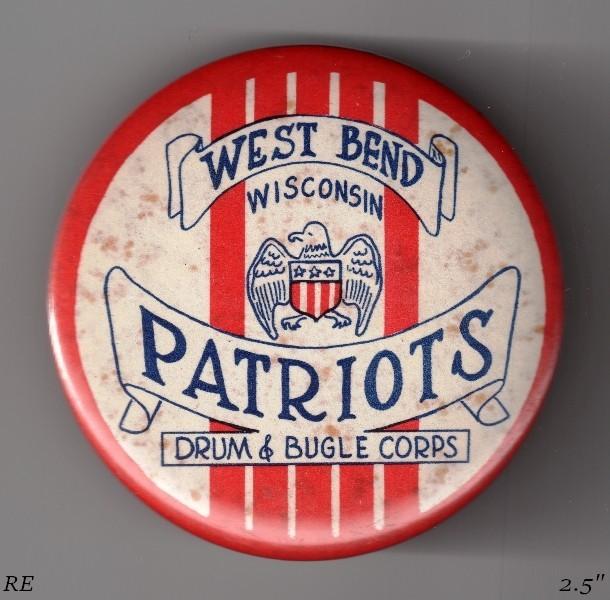 WEST BEND
WISCONSIN
PATRIOTS
DRUM & BUGLE CORPS
RE
2.5"